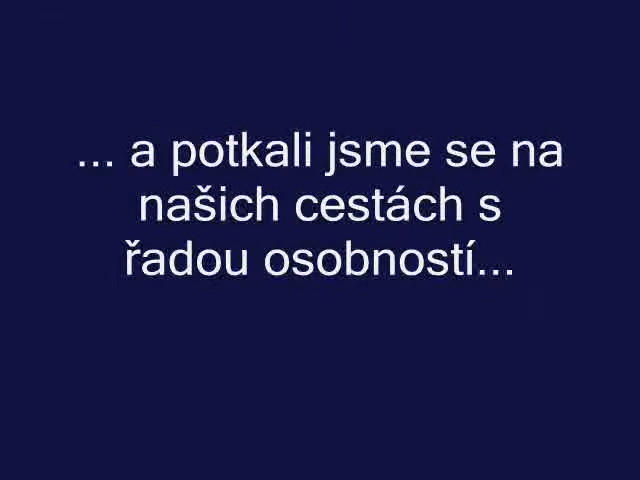 ... a potkali jsme se na
našich cestách s
řadou osobností...